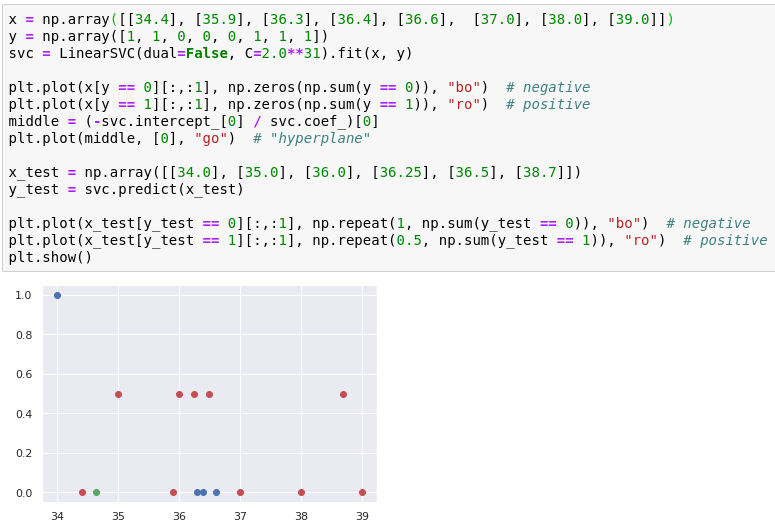 x = np.array([[34.4], [35.9], [36.3], [36.4], [36.6],  [37.0], [38.0], [39.0]])
y = np.array([1, 1, 0, 0, 0, 1, 1, 1])
svc = LinearSVC(dual=False, C=2.0**31).fit(x, y)
plt.plot(x[y == 0][:,:1], np.zeros(np.sum(y == 0)), "bo")  # negative
plt.plot(x[y == 1][:,:1], np.zeros(np.sum(y == 1)), "ro")  # positive
middle = (-svc.intercept_[0] / svc.coef_)[0]
plt.plot(middle, [0], "go")  # "hyperplane"
x_test = np.array([[34.0], [35.0], [36.0], [36.25], [36.5], [38.7]])
y_test = svc.predict(x_test)
plt.plot(x_test[y_test == 0][:,:1], np.repeat(1, np.sum(y_test == 0)), "bo")  # negative
plt.plot(x_test[y_test == 1][:,:1], np.repeat(0.5, np.sum(y_test == 1)), "ro")  # positive
plt.show()
1.0
0.8
0.6
0.4
0.2
0.0
34 35 36 37 38 39